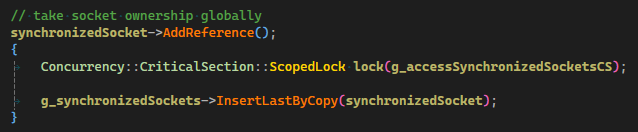 // take socket ownership globally
synchronizedSocket->AddReference();
{
    Concurrency::CriticalSection::ScopedLock lock(g_accessSynchronizedSocketsCS);

    g_synchronizedSockets->InsertLastByCopy(synchronizedSocket);
}